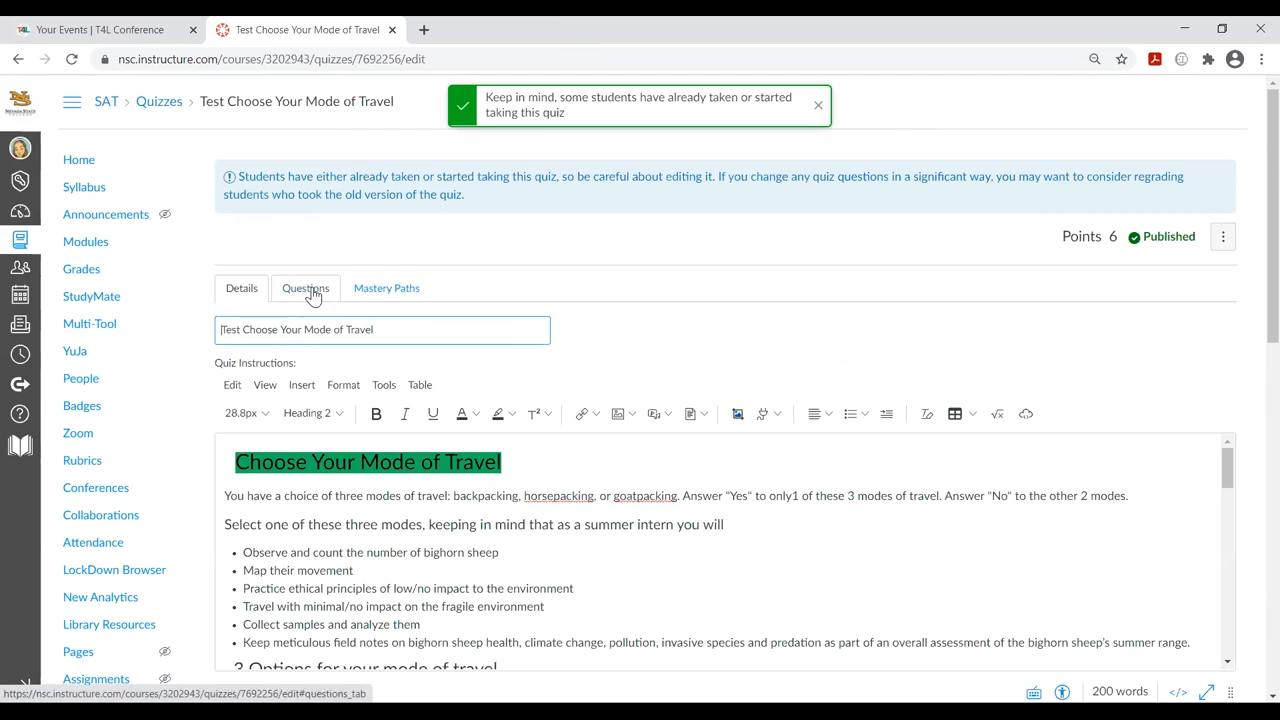 Your Events | T4L Conference
Test Choose Your Mode of Travel
nsc.instructure.com/courses/3202943/quizzes/7692256/edit
SAT > Quizzes > Test Choose Your Mode of Travel
Keep in mind, some students have already taken or started
taking this quiz
Students have either already taken or started taking this quiz, so be careful about editing it. If you change any quiz questions in a significant way, you may want to consider regrading
students who took the old version of the quiz.
Points 6 Published
Home
Syllabus
Announcements
Modules
Grades
StudyMate
Multi-Tool
YuJa
People
Badges
Zoom
Rubrics
Conferences
Collaborations
Attendance
LockDown Browser
New Analytics
Library Resources
Pages
Assignments
Details Questions Mastery Paths
Test Choose Your Mode of Travel
Quiz Instructions:
Edit View Insert Format Tools Table
28.8px Heading 2 B I U A T²
Choose Your Mode of Travel
You have a choice of three modes of travel: backpacking, horsepacking, or goatpacking. Answer "Yes" to only1 of these 3 modes of travel. Answer "No" to the other 2 modes.
Select one of these three modes, keeping in mind that as a summer intern you will
• Observe and count the number of bighorn sheep
• Map their movement
• Practice ethical principles of low/no impact to the environment
• Travel with minimal/no impact on the fragile environment
• Collect samples and analyze them
• Keep meticulous field notes on bighorn sheep health, climate change, pollution, invasive species and predation as part of an overall assessment of the bighorn sheep's summer range.
3 Options for your mode of travel
https://nsc.instructure.com/courses/3202943/quizzes/7692256/edit#questions_tab
200 words </>